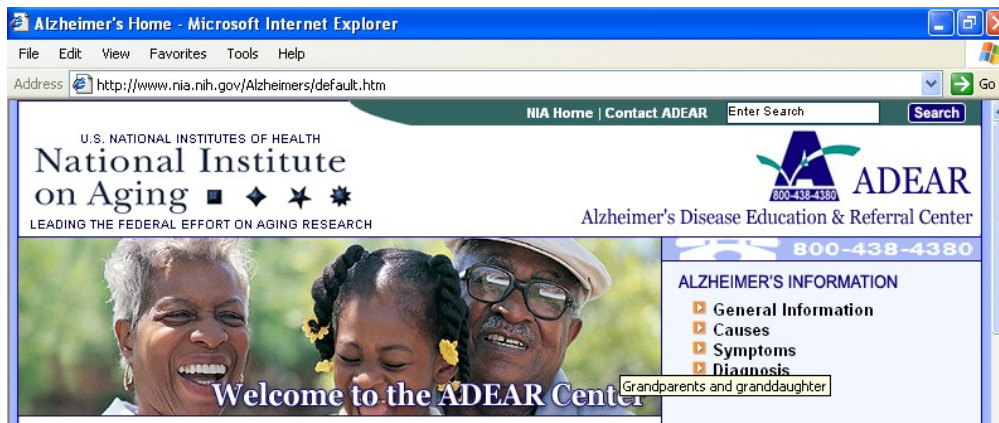 Alzheimer's Home - Microsoft Internet Explorer
File Edit View Favorites Tools Help
Address http://www.nia.nih.gov/Alzheimers/default.htm Go
NIA Home | Contact ADEAR Enter Search Search
U.S. NATIONAL INSTITUTES OF HEALTH
National Institute
on Aging
LEADING THE FEDERAL EFFORT ON AGING RESEARCH
800-438-4380
ADEAR
Alzheimer's Disease Education & Referral Center
800-438-4380
ALZHEIMER'S INFORMATION
General Information
Causes
Symptoms
Diagnosis
Grandparents and granddaughter
Welcome to the ADEAR Center